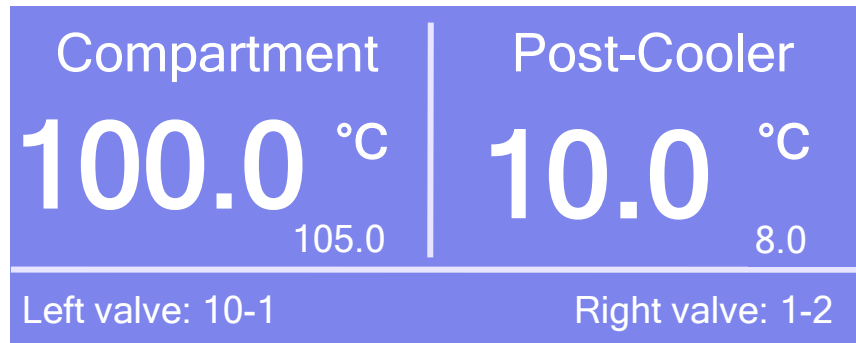 Compartment
100.0 °C
105.0
Post-Cooler
10.0 °C
8.0
Left valve: 10-1
Right valve: 1-2